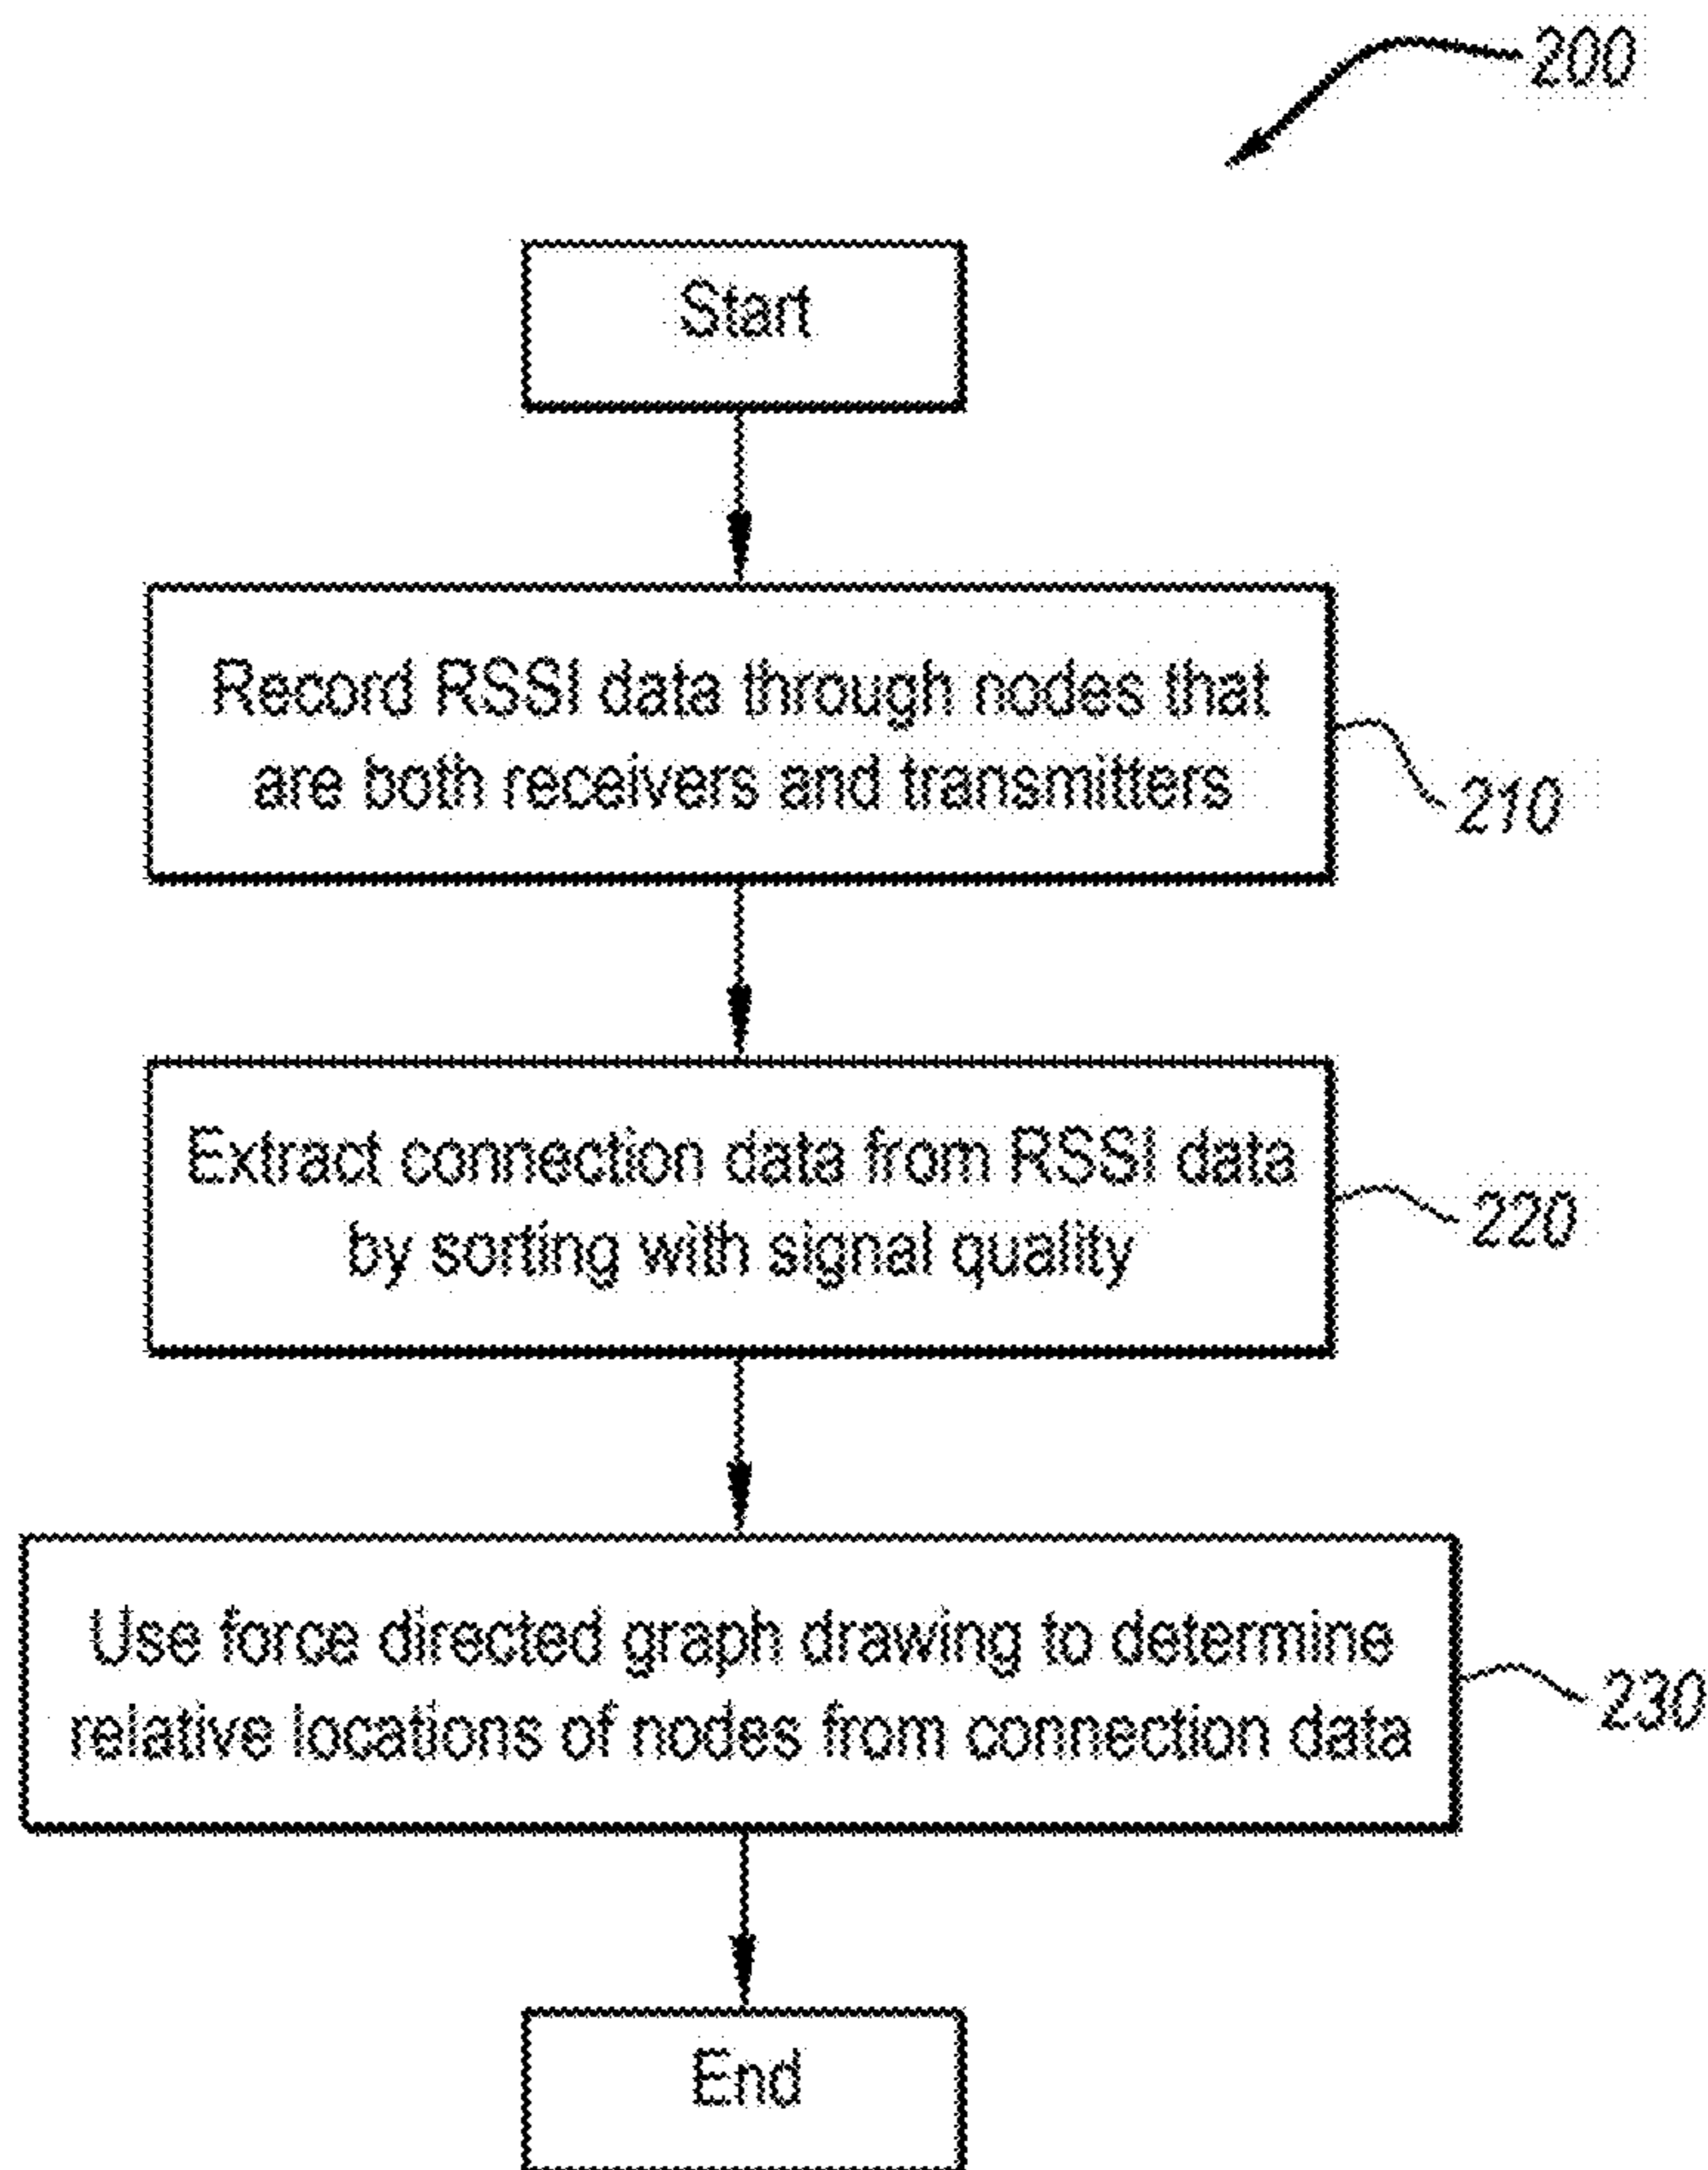 200
Start
Record RSSI data through nodes that
are both receivers and transmitters
210
Extract connection data from RSSI data
by sorting with signal quality
220
Use force directed graph drawing to determine
relative locations of nodes from connection data
230
End